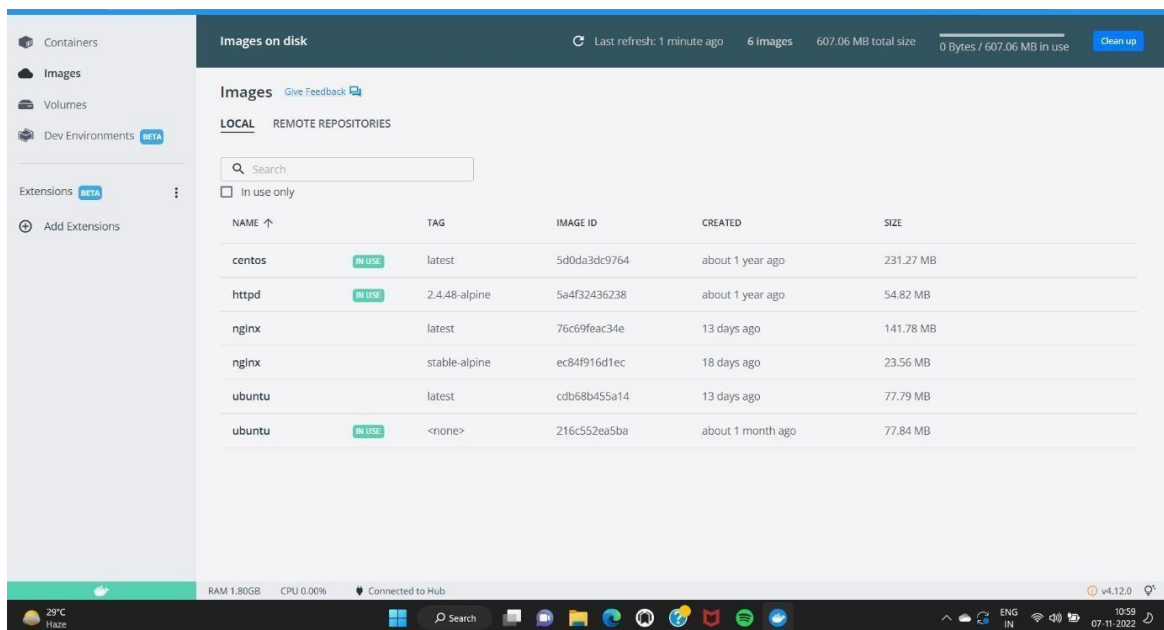 Containers
Images
Volumes
Dev Environments BETA
Extensions BETA
Add Extensions
Images on disk Last refresh: 1 minute ago 6 images 607.06 MB total size 0 Bytes / 607.06 MB in use Clean up
Images Give Feedback
LOCAL REMOTE REPOSITORIES
Search
In use only
NAME TAG IMAGE ID CREATED SIZE
centos IN USE latest 5d0da3dc9764 about 1 year ago 231.27 MB
httpd IN USE 2.4.48-alpine 5a4f32436238 about 1 year ago 54.82 MB
nginx latest 76c69feac34e 13 days ago 141.78 MB
nginx stable-alpine ec84f916d1ec 18 days ago 23.56 MB
ubuntu latest cdb68b455a14 13 days ago 77.79 MB
ubuntu IN USE <none> 216c552ea5ba about 1 month ago 77.84 MB
RAM 1.80GB CPU 0.00% Connected to Hub v4.12.0
29°C
Haze
Search
ENG
IN
10:59
07-11-2022